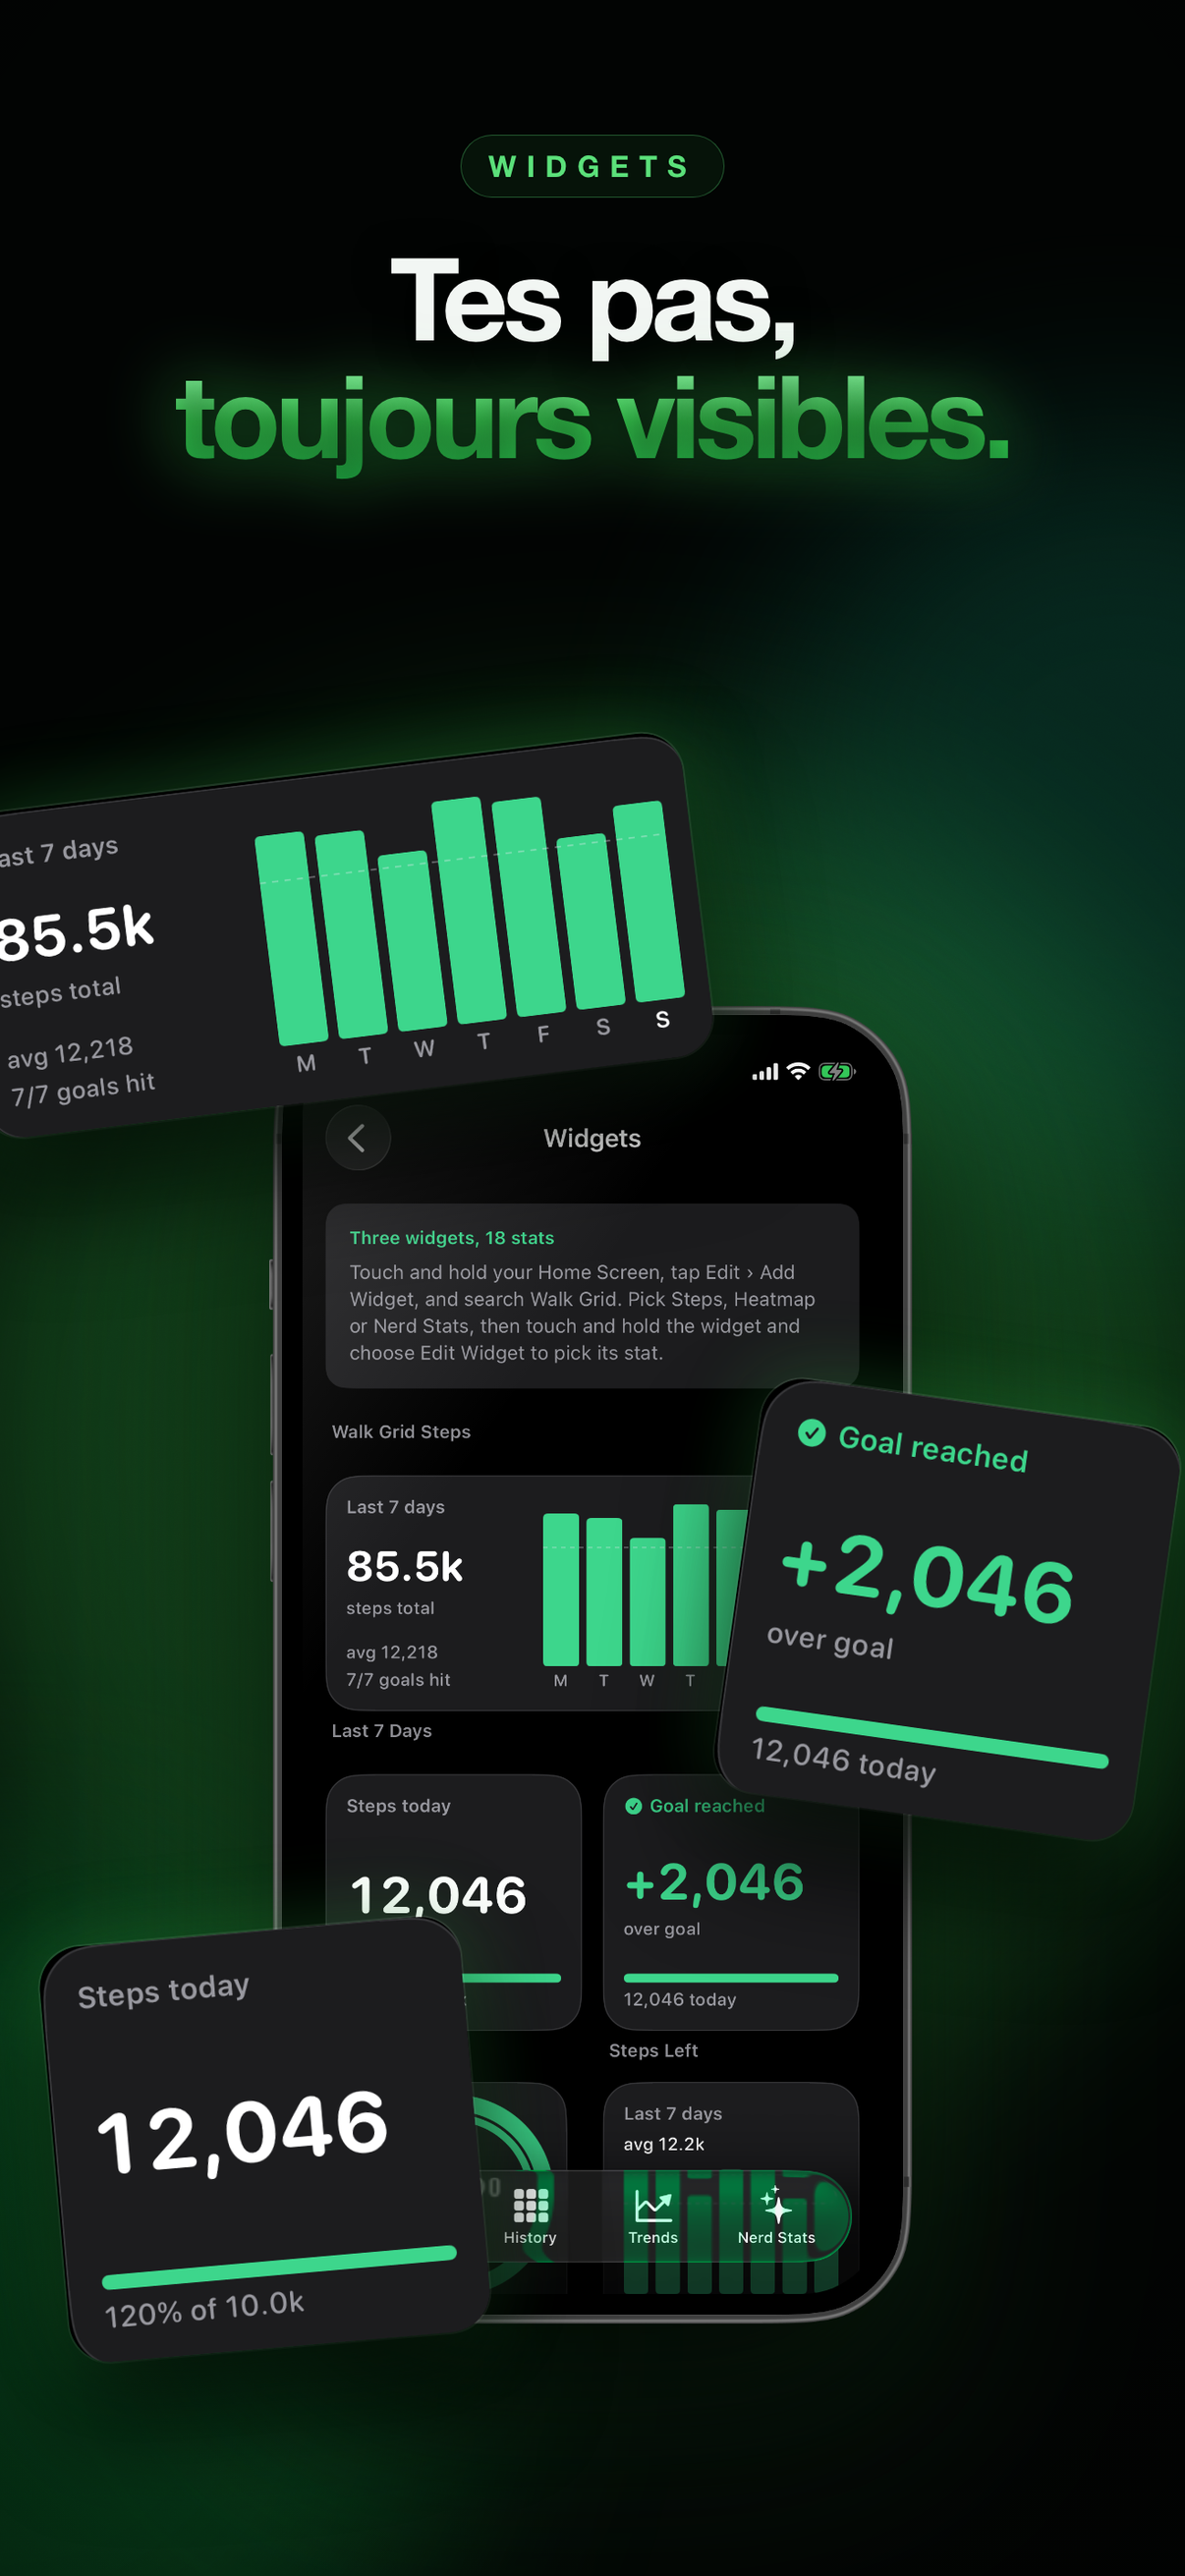 WIDGETS
Tes pas,
toujours visibles.
ast 7 days
85.5k
steps total
avg 12,218
7/7 goals hit
M T W T F S S
Widgets
Three widgets, 18 stats
Touch and hold your Home Screen, tap Edit › Add
Widget, and search Walk Grid. Pick Steps, Heatmap
or Nerd Stats, then touch and hold the widget and
choose Edit Widget to pick its stat.
Walk Grid Steps
Last 7 days
85.5k
steps total
avg 12,218
7/7 goals hit
M T W T
Last 7 Days
Goal reached
+2,046
over goal
12,046 today
Steps today
12,046
Goal reached
+2,046
over goal
12,046 today
Steps Left
Steps today
12,046
120% of 10.0k
Last 7 days
avg 12.2k
History
Trends
Nerd Stats